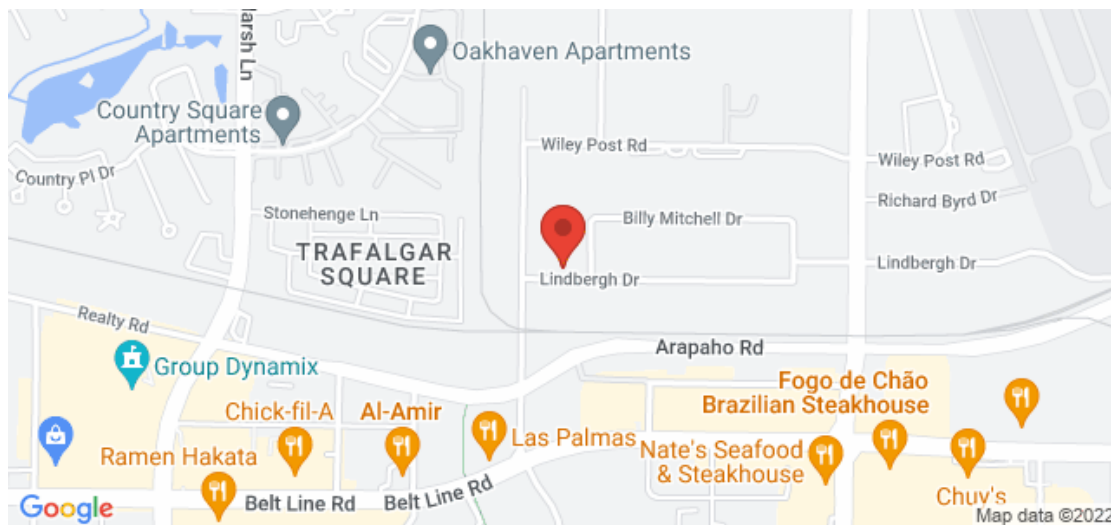 Marsh Ln
Oakhaven Apartments
Country Square
Apartments
Wiley Post Rd
Wiley Post Rd
Country Pl Dr
Richard Byrd Dr
Stonehenge Ln
Billy Mitchell Dr
TRAFALGAR
SQUARE
Lindbergh Dr
Lindbergh Dr
Realty Rd
Arapaho Rd
Group Dynamix
Fogo de Chão
Brazilian Steakhouse
Chick-fil-A
Al-Amir
Las Palmas
Nate's Seafood
& Steakhouse
Ramen Hakata
Chuy's
Belt Line Rd
Belt Line Rd
Google
Map data ©2022